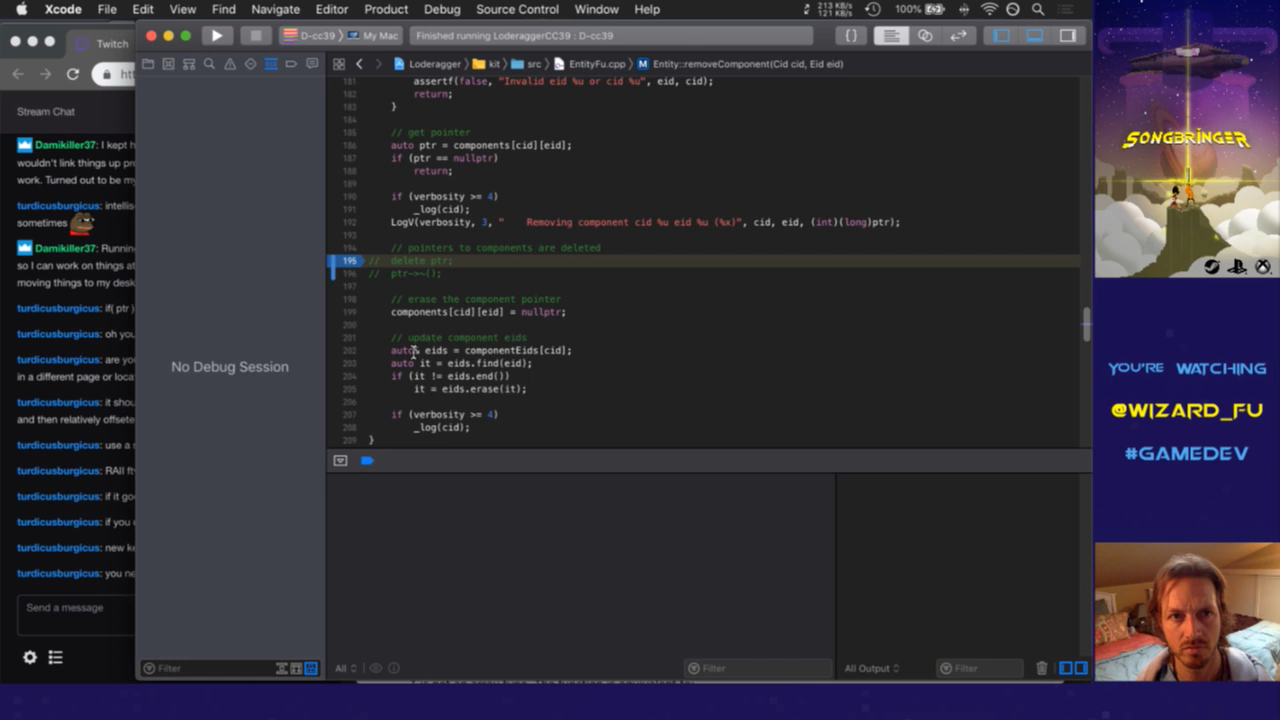 Xcode File Edit View Find Navigate Editor Product Debug Source Control Window Help
213 KB
121 KB
100%
Twitch
D-cc39 〉 My Mac
Finished running LoderaggerCC39 : D-cc39
Loderagger 〉 kit 〉 src 〉 EntityFu.cpp 〉 M Entity::removeComponent(Cid cid, Eid eid)
Stream Chat
Damikiller37: I kept h
wouldn't link things up pr
work. Turned out to be my
turdicusburgicus: intellis
sometimes
Damikiller37: Runnin
so I can work on things at
moving things to my desk
turdicusburgicus: if( ptr )
turdicusburgicus: oh you
turdicusburgicus: are yo
in a different page or loca
turdicusburgicus: it shou
and then relatively offsete
turdicusburgicus: use a s
turdicusburgicus: RAII ft
turdicusburgicus: if it go
turdicusburgicus: if you
turdicusburgicus: new ke
turdicusburgicus: you ne
Send a message
No Debug Session
Filter
181 assertf(false, "Invalid eid %u or cid %u", eid, cid);
182 return;
183 }
184
185 // get pointer
186 auto ptr = components[cid][eid];
187 if (ptr == nullptr)
188 return;
189
190 if (verbosity >= 4)
191 _log(cid);
192 LogV(verbosity, 3, " Removing component cid %u eid %u (%x)", cid, eid, (int)(long)ptr);
193
194 // pointers to components are deleted
195 // delete ptr;
196 // ptr->~();
197
198 // erase the component pointer
199 components[cid][eid] = nullptr;
200
201 // update component eids
202 auto& eids = componentEids[cid];
203 auto it = eids.find(eid);
204 if (it != eids.end())
205 it = eids.erase(it);
206
207 if (verbosity >= 4)
208 _log(cid);
209 }
All
Filter
All Output
Filter
SONGBRINGER
YOU'RE WATCHING
@WIZARD_FU
#GAMEDEV